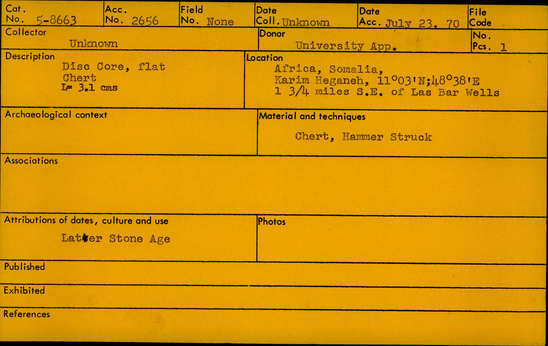 Cat. No. 5-8663 Acc. No. 2656 Field No. None Date Coll. Unknown Date Acc. July 23, 70 File Code
Collector Unknown Donor University App. No. Pcs. 1
Description Location
Disc Core, flat
Chert
L= 3.1 cms
Africa, Somalia,
Karim Heganeh, 11°03'N;48°38'E
1 3/4 miles S.E. of Las Bar Wells
Archaeological context Material and techniques
Chert, Hammer Struck
Associations
Attributions of dates, culture and use Photos
Latter Stone Age
Published
Exhibited
References